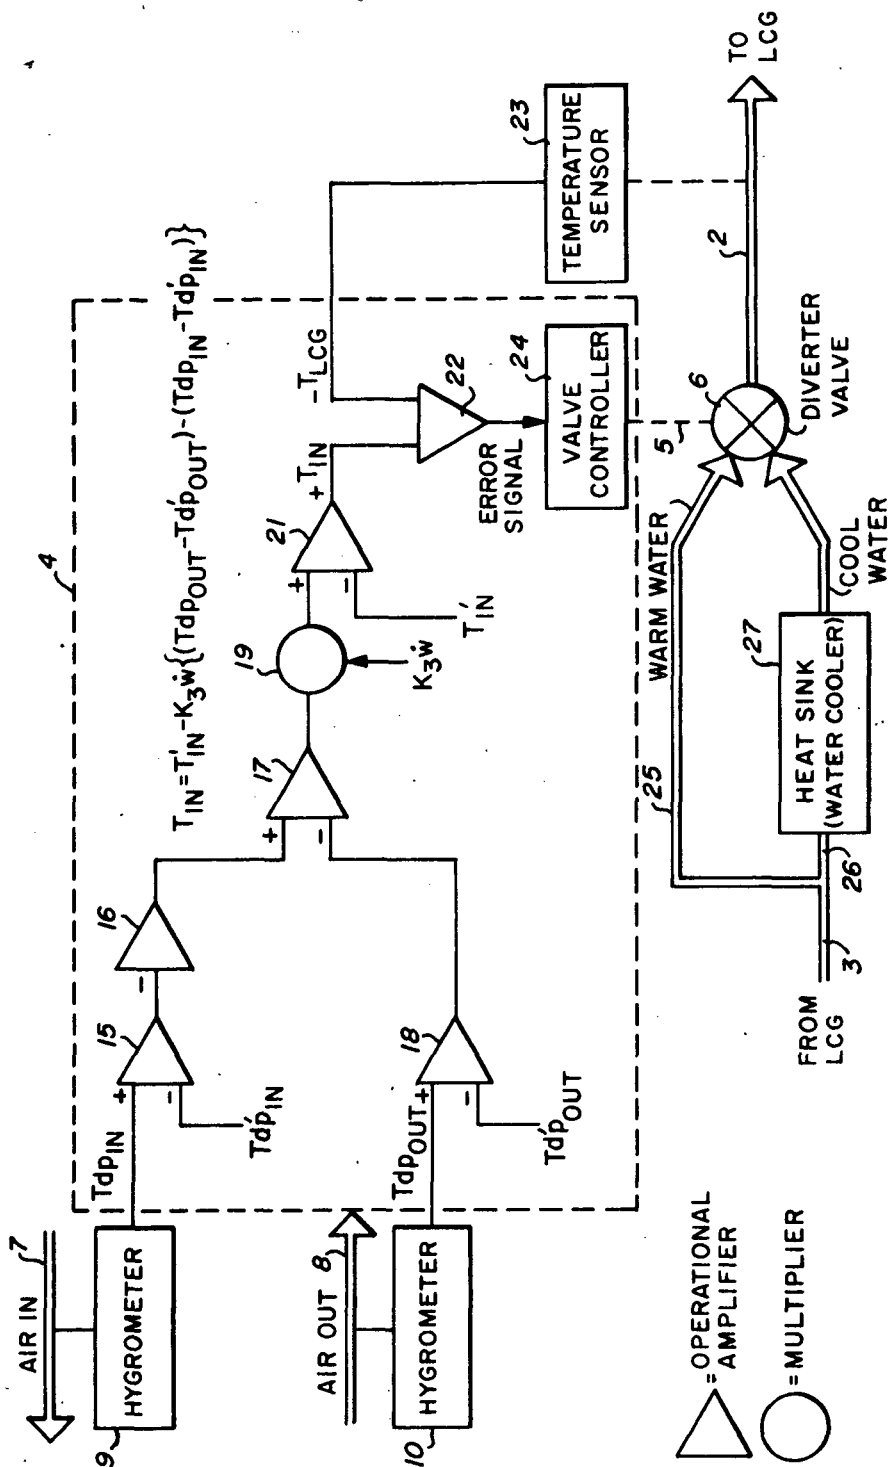 AIR IN 7
HYGROMETER
9
AIR OUT 8
HYGROMETER
10
4
T_IN = T'_IN - K₃ẇ{(Tdp_OUT - Tdp'_OUT) - (Tdp_IN - Tdp'_IN)}
Tdp_IN
+
-
Tdp'_IN
15
-
16
Tdp_OUT
+
-
Tdp'_OUT
18
+
-
17
19
K₃ẇ
+
-
T'_IN
21
+T_IN
-T_LCG
22
ERROR
SIGNAL
24
VALVE
CONTROLLER
23
TEMPERATURE
SENSOR
5
6
DIVERTER
VALVE
2
TO
LCG
WARM WATER
25
COOL
WATER
27
HEAT SINK
(WATER COOLER)
26
3
FROM
LCG
=OPERATIONAL
AMPLIFIER
=MULTIPLIER